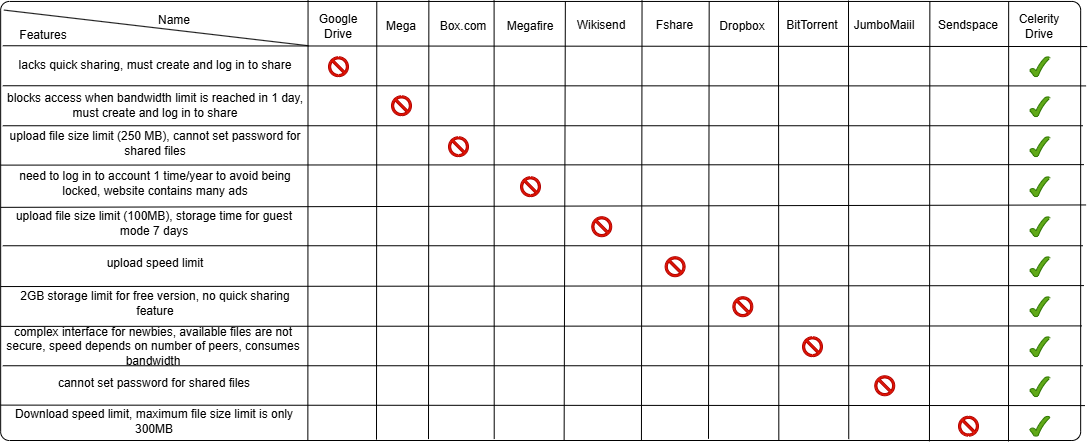 Name
Features
Google
Drive
Mega
Box.com
Megafire
Wikisend
Fshare
Dropbox
BitTorrent
JumboMaiil
Sendspace
Celerity
Drive
lacks quick sharing, must create and log in to share
blocks access when bandwidth limit is reached in 1 day,
must create and log in to share
upload file size limit (250 MB), cannot set password for
shared files
need to log in to account 1 time/year to avoid being
locked, website contains many ads
upload file size limit (100MB), storage time for guest
mode 7 days
upload speed limit
2GB storage limit for free version, no quick sharing
feature
complex interface for newbies, available files are not
secure, speed depends on number of peers, consumes
bandwidth
cannot set password for shared files
Download speed limit, maximum file size limit is only
300MB